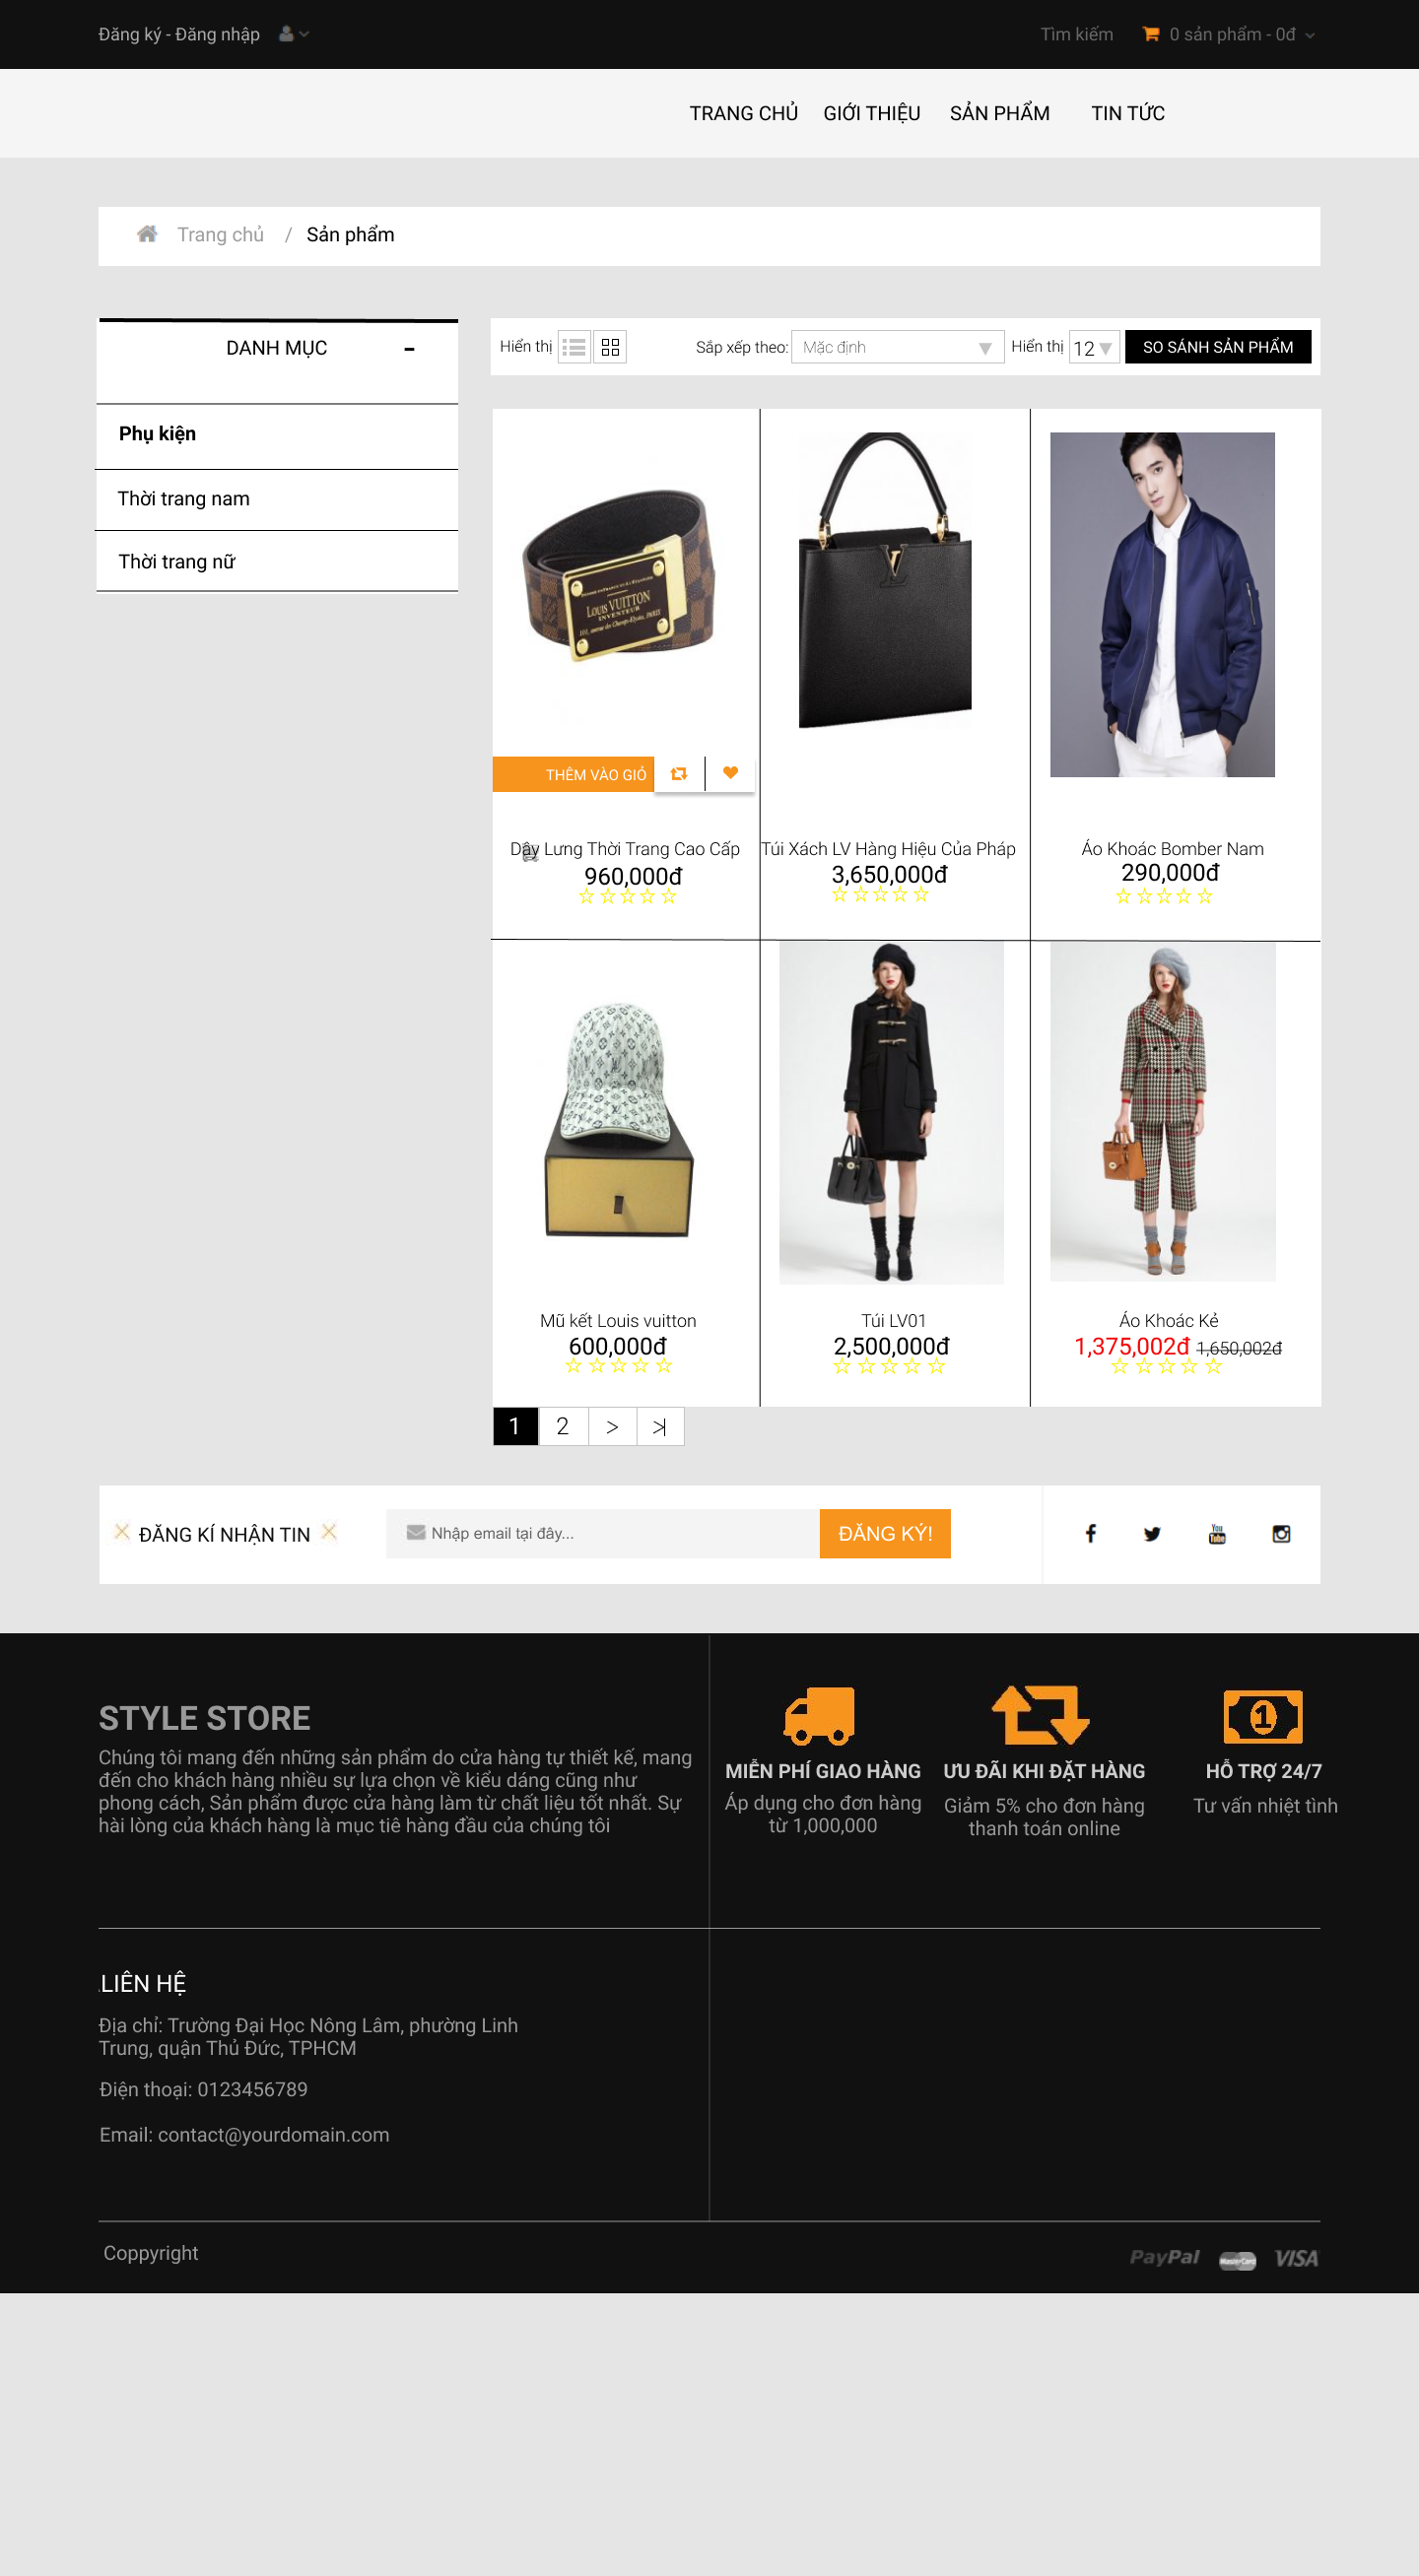 Đăng ký - Đăng nhập
Tìm kiếm
0 sản phẩm - 0đ
TRANG CHỦ
GIỚI THIỆU
SẢN PHẨM
TIN TỨC
Trang chủ / Sản phẩm
DANH MỤC -
Phụ kiện
Thời trang nam
Thời trang nữ
Hiển thị
Sắp xếp theo: Mặc định
Hiển thị 12
SO SÁNH SẢN PHẨM
LOUIS VUITTON
INVENTEUR
THÊM VÀO GIỎ
Dây Lưng Thời Trang Cao Cấp
960,000đ
Túi Xách LV Hàng Hiệu Của Pháp
3,650,000đ
Áo Khoác Bomber Nam
290,000đ
Mũ kết Louis vuitton
600,000đ
Túi LV01
2,500,000đ
Áo Khoác Kẻ
1,375,002đ 1,650,002đ
1 2 > >|
ĐĂNG KÍ NHẬN TIN
Nhập email tại đây...
ĐĂNG KÝ!
You
Tube
STYLE STORE
Chúng tôi mang đến những sản phẩm do cửa hàng tự thiết kế, mang
đến cho khách hàng nhiều sự lựa chọn về kiểu dáng cũng như
phong cách, Sản phẩm được cửa hàng làm từ chất liệu tốt nhất. Sự
hài lòng của khách hàng là mục tiê hàng đầu của chúng tôi
MIỄN PHÍ GIAO HÀNG
Áp dụng cho đơn hàng
từ 1,000,000
ƯU ĐÃI KHI ĐẶT HÀNG
Giảm 5% cho đơn hàng
thanh toán online
1
HỖ TRỢ 24/7
Tư vấn nhiệt tình
LIÊN HỆ
Địa chỉ: Trường Đại Học Nông Lâm, phường Linh
Trung, quận Thủ Đức, TPHCM
Điện thoại: 0123456789
Email: contact@yourdomain.com
Coppyright
PayPal
MasterCard
VISA